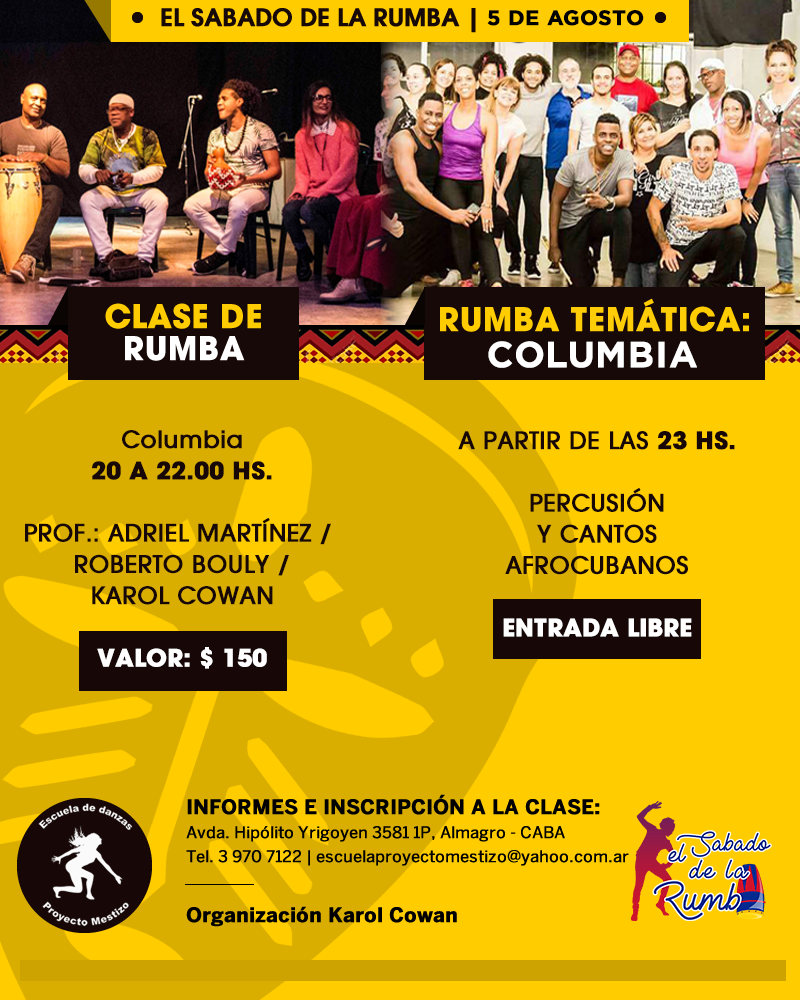 • EL SABADO DE LA RUMBA | 5 DE AGOSTO •
CLASE DE
RUMBA
Columbia
20 A 22.00 HS.
PROF.: ADRIEL MARTÍNEZ /
ROBERTO BOULY /
KAROL COWAN
VALOR: $ 150
RUMBA TEMÁTICA:
COLUMBIA
A PARTIR DE LAS 23 HS.
PERCUSIÓN
Y CANTOS
AFROCUBANOS
ENTRADA LIBRE
Escuela de danzas
Proyecto Mestizo
INFORMES E INSCRIPCIÓN A LA CLASE:
Avda. Hipólito Yrigoyen 3581 1P, Almagro - CABA
Tel. 3 970 7122 | escuelaproyectomestizo@yahoo.com.ar
Organización Karol Cowan
el Sabado
de la
Rumba